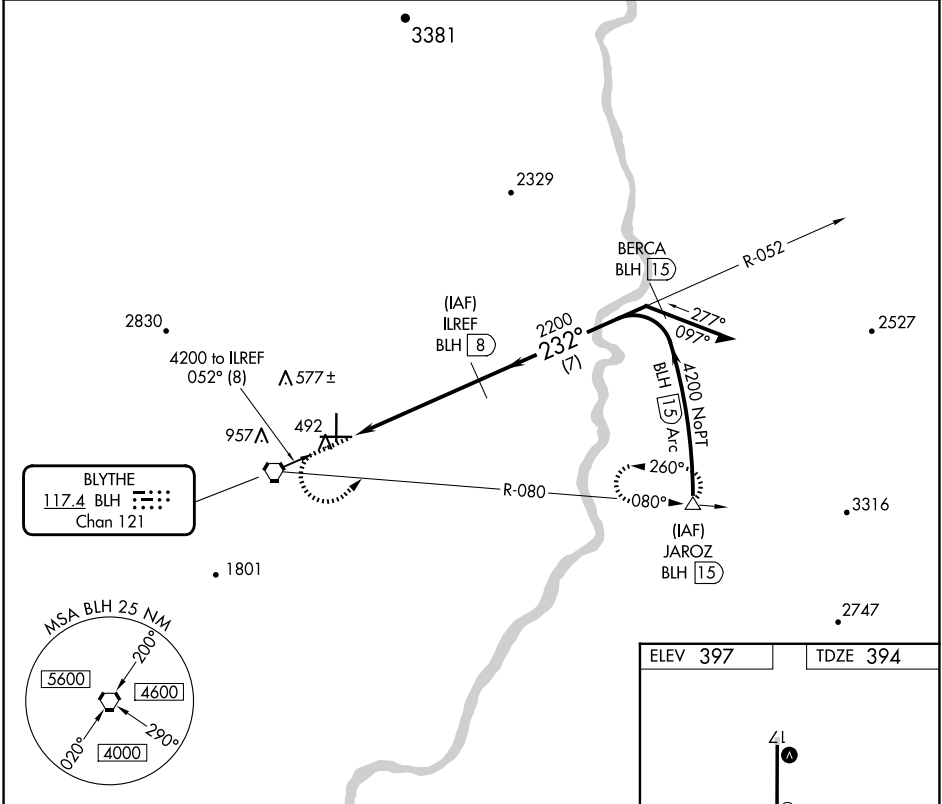 3381
2329
BERCA
BLH 15
R-052
277°
097°
2527
(IAF)
ILREF
BLH 8
2200
232°
(7)
2830
4200 to ILREF
052° (8)
577±
957
492
4200 NoPT
BLH 15 Arc
BLYTHE
117.4 BLH
Chan 121
R-080
260°
080°
(IAF)
JAROZ
BLH 15
3316
1801
2747
MSA BLH 25 NM
200°
5600
4600
290°
020°
4000
ELEV 397
TDZE 394
17
V